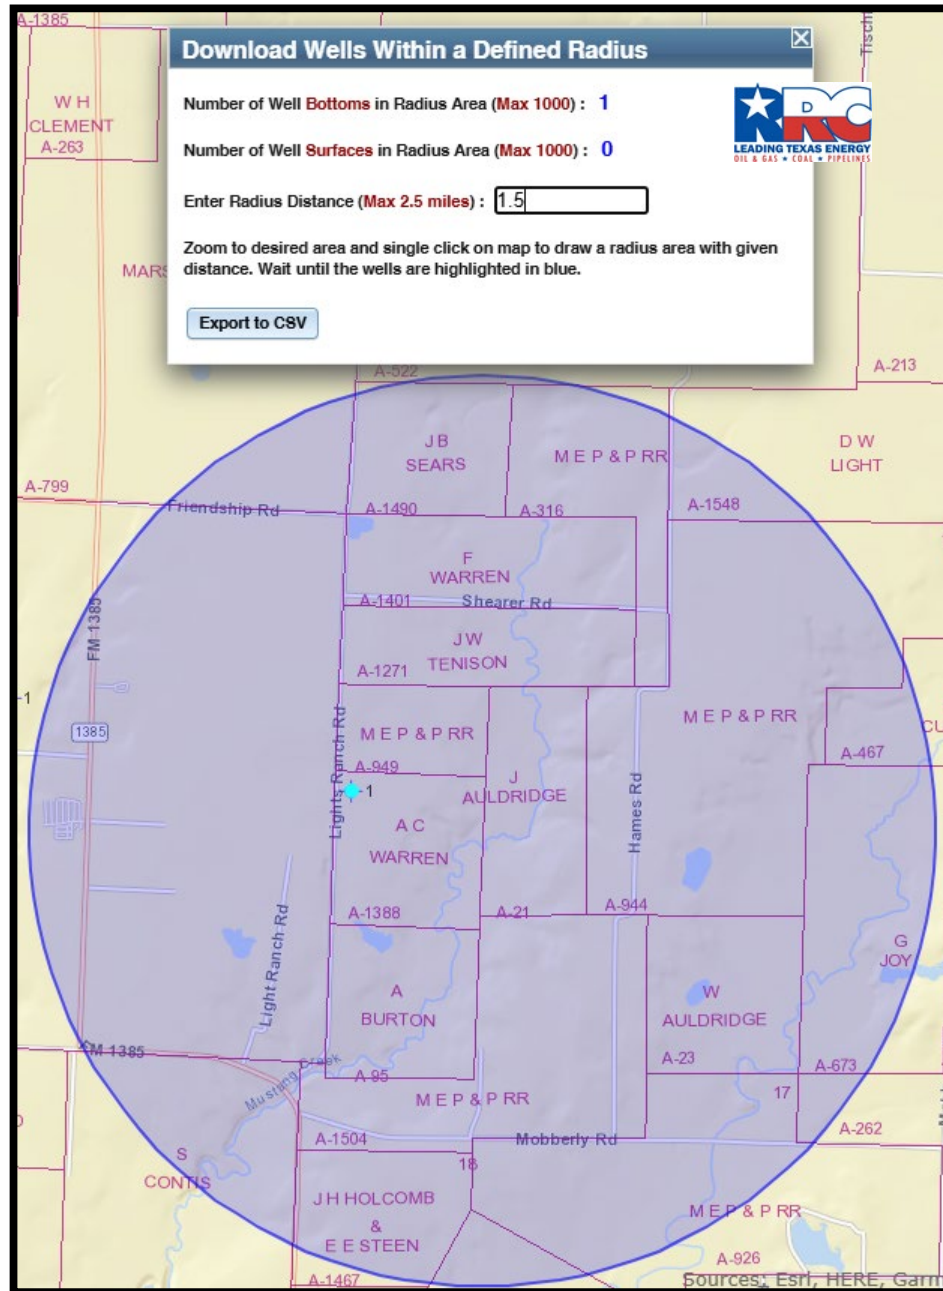 A-1385
Tisch
Download Wells Within a Defined Radius
W H
CLEMENT
A-263
Number of Well Bottoms in Radius Area (Max 1000) : 1
Number of Well Surfaces in Radius Area (Max 1000) : 0
RRC
LEADING TEXAS ENERGY
OIL & GAS ★ COAL ★ PIPELINES
Enter Radius Distance (Max 2.5 miles) : 1.5
Zoom to desired area and single click on map to draw a radius area with given
distance. Wait until the wells are highlighted in blue.
MARS
Export to CSV
A-522
A-213
J B
SEARS
M E P & P RR
D W
LIGHT
A-799
Friendship Rd
A-1490
A-316
A-1548
F
WARREN
A-1401
Shearer Rd
FM 1385
J W
TENISON
A-1271
1
Lights Ranch Rd
M E P & P RR
M E P & P RR
CU
1385
A-949
A-467
J
AULDRIDGE
1
Hames Rd
A C
WARREN
A-1388
A-21
A-944
Light Ranch Rd
G
JOY
A
BURTON
W
AULDRIDGE
FM 1385
A-23
A-673
Mustang Creek
A-95
M E P & P RR
17
A-1504
Mobberly Rd
A-262
S
CONTIS
18
J H HOLCOMB
&
E E STEEN
M E P & P RR
A-926
A-1467
Sources: Esri, HERE, Garm